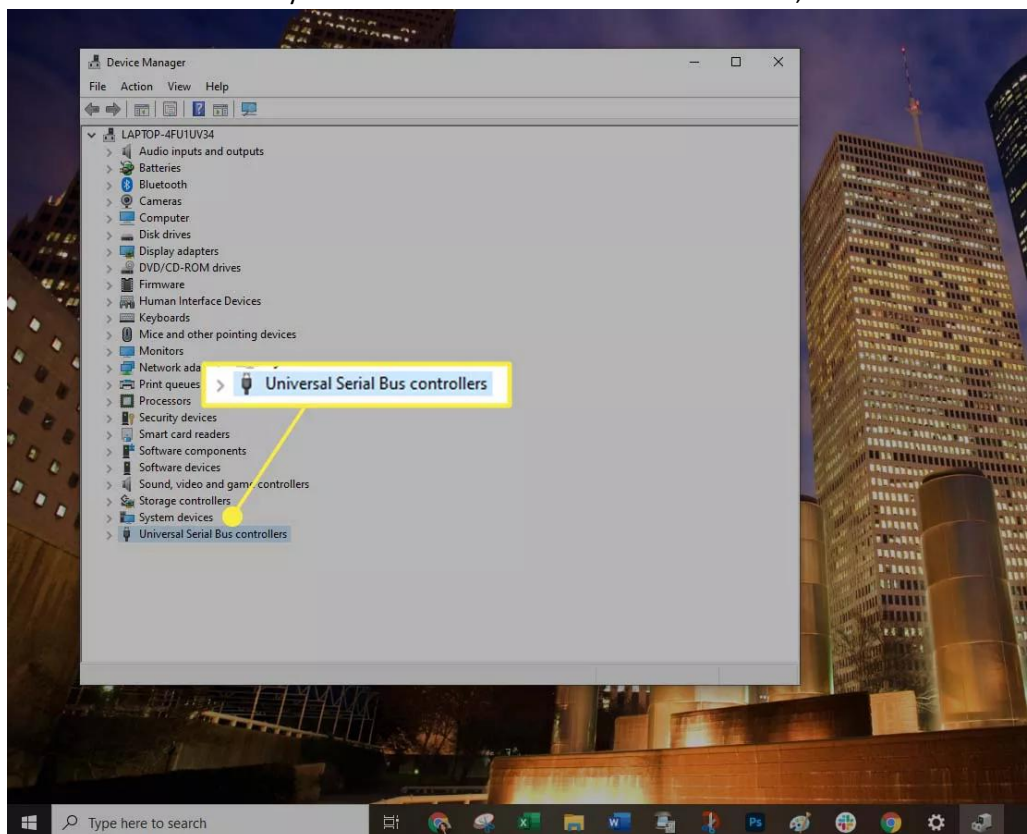 Device Manager
File Action View Help
LAPTOP-4FU1UV34
Audio inputs and outputs
Batteries
Bluetooth
Cameras
Computer
Disk drives
Display adapters
DVD/CD-ROM drives
Firmware
Human Interface Devices
Keyboards
Mice and other pointing devices
Monitors
Network ada
Print queues
Universal Serial Bus controllers
Processors
Security devices
Smart card readers
Software components
Software devices
Sound, video and game controllers
Storage controllers
System devices
Universal Serial Bus controllers
Type here to search